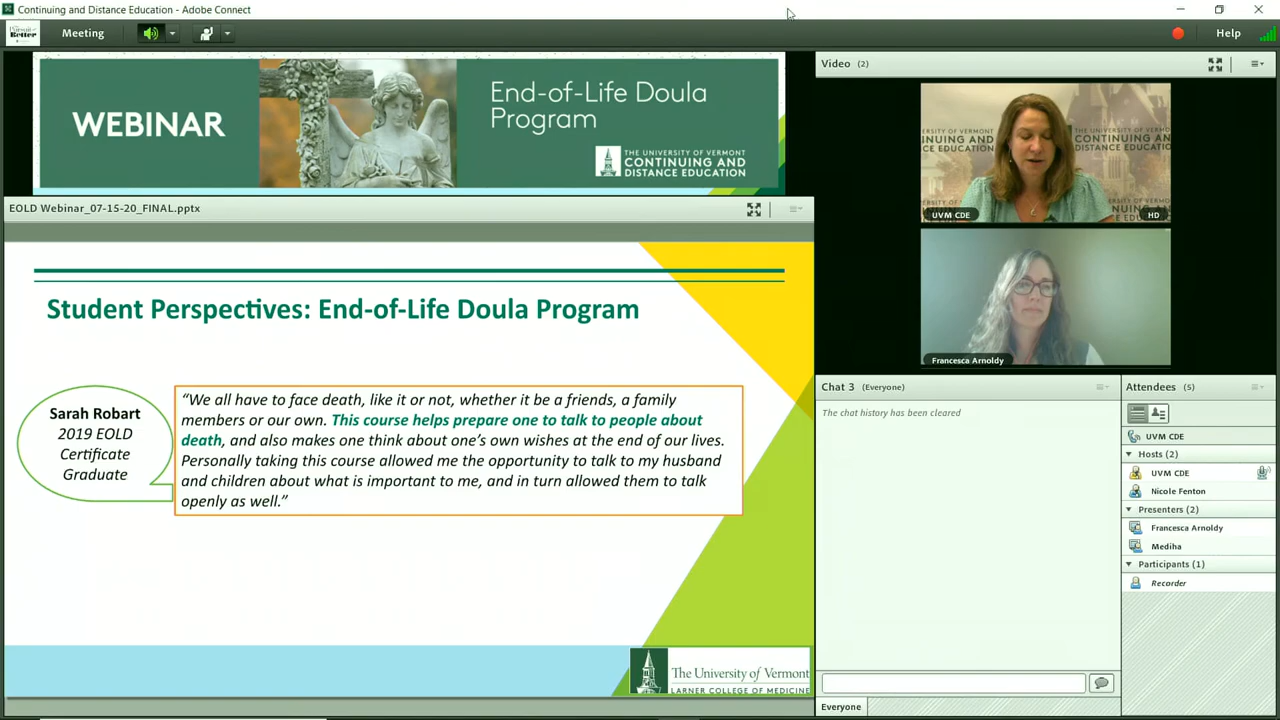 Continuing and Distance Education - Adobe Connect
Pursuit of
Better
Meeting
Help
WEBINAR
End-of-Life Doula
Program
THE UNIVERSITY OF VERMONT
CONTINUING AND
DISTANCE EDUCATION
EOLD Webinar_07-15-20_FINAL.pptx
Student Perspectives: End-of-Life Doula Program
Sarah Robart
2019 EOLD
Certificate
Graduate
“We all have to face death, like it or not, whether it be a friends, a family
members or our own. This course helps prepare one to talk to people about
death, and also makes one think about one’s own wishes at the end of our lives.
Personally taking this course allowed me the opportunity to talk to my husband
and children about what is important to me, and in turn allowed them to talk
openly as well.”
The University of Vermont
LARNER COLLEGE OF MEDICINE
Video (2)
UVM CDE
HD
Francesca Arnoldy
Chat 3 (Everyone)
The chat history has been cleared
Everyone
Attendees (5)
UVM CDE
Hosts (2)
UVM CDE
Nicole Fenton
Presenters (2)
Francesca Arnoldy
Mediha
Participants (1)
Recorder